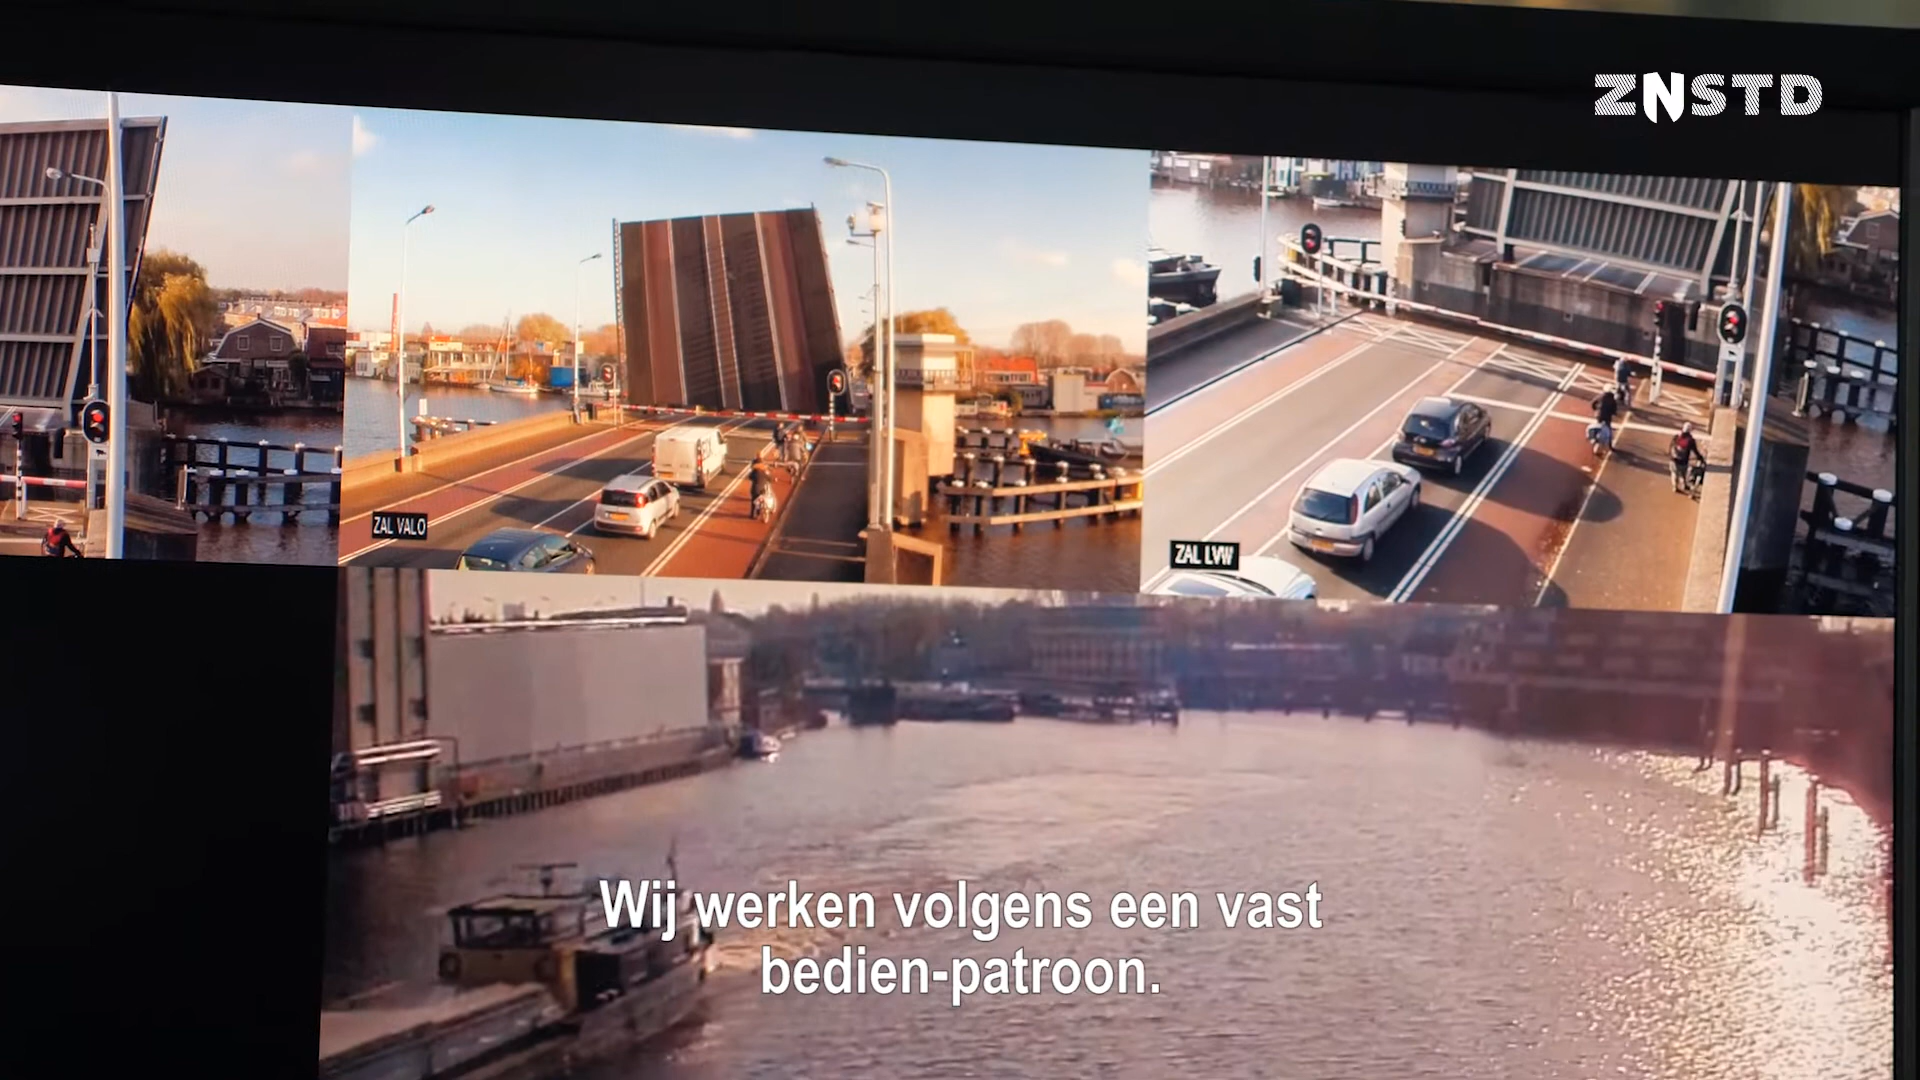 ZNSTD
ZAL VALO
ZAL LVW
Wij werken volgens een vast
bedien-patroon.